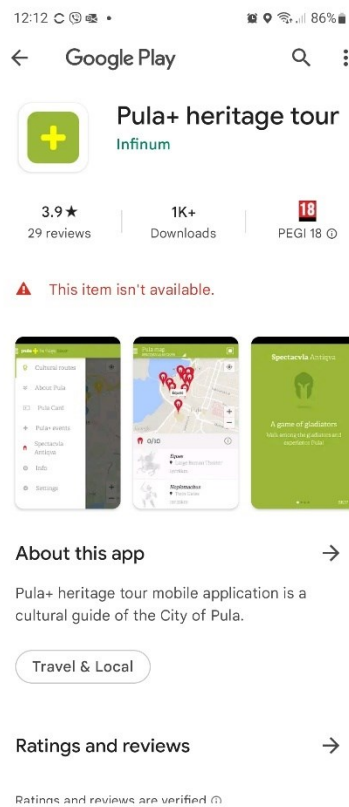 12:12
86%
Google Play
Pula+ heritage tour
Infinum
3.9★
29 reviews
1K+
Downloads
18
PEGI 18
This item isn't available.
Cultural routes
About Pula
Pula Card
Pula+ events
Spectacvla
Antiqva
Info
Settings
Pula map
0/10
Eques
Hoplomachus
Spectacvla Antiqva
A game of gladiators
About this app
Pula+ heritage tour mobile application is a
cultural guide of the City of Pula.
Travel & Local
Ratings and reviews
Ratings and reviews are verified